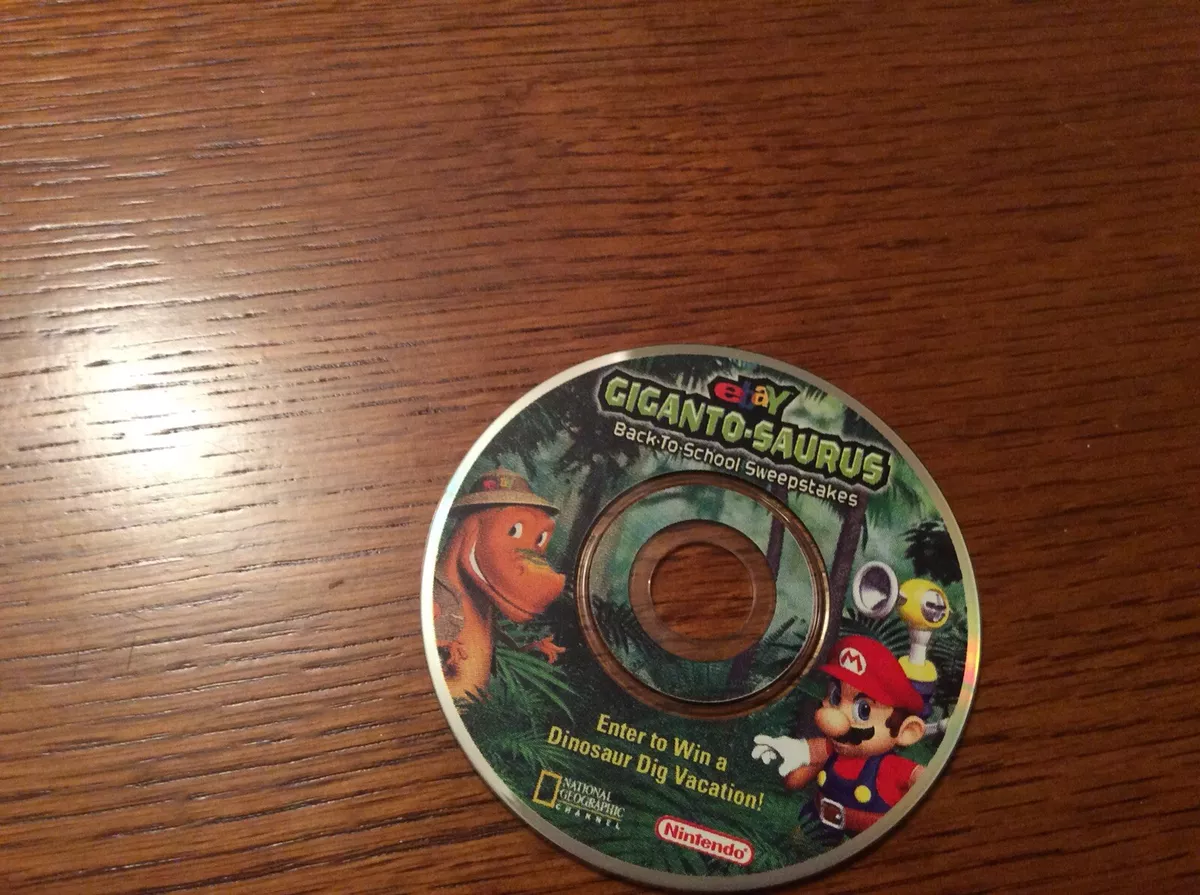 ebaY
GIGANTO-SAURUS
Back-To-School Sweepstakes
M
Enter to Win a
Dinosaur Dig Vacation!
NATIONAL
GEOGRAPHIC
CHANNEL
Nintendo